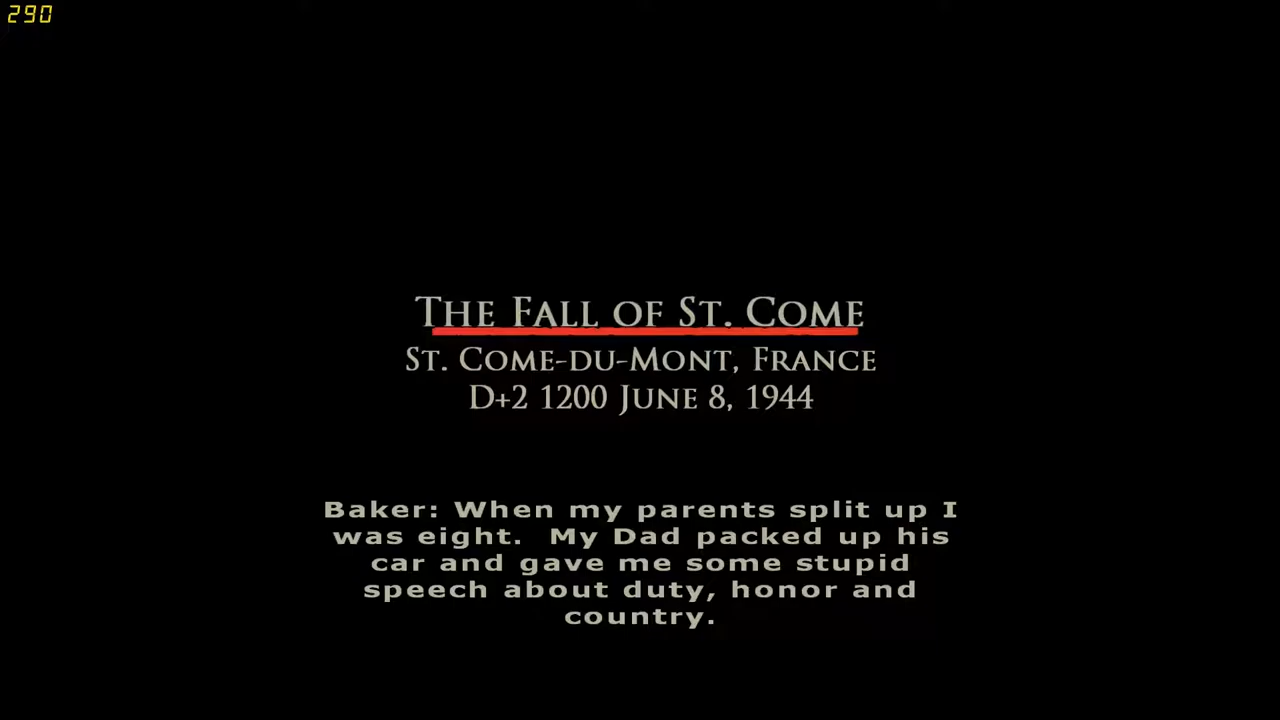 290
The Fall of St. Come
St. Come-du-Mont, France
D+2 1200 June 8, 1944
Baker: When my parents split up I
was eight.  My Dad packed up his
car and gave me some stupid
speech about duty, honor and
country.